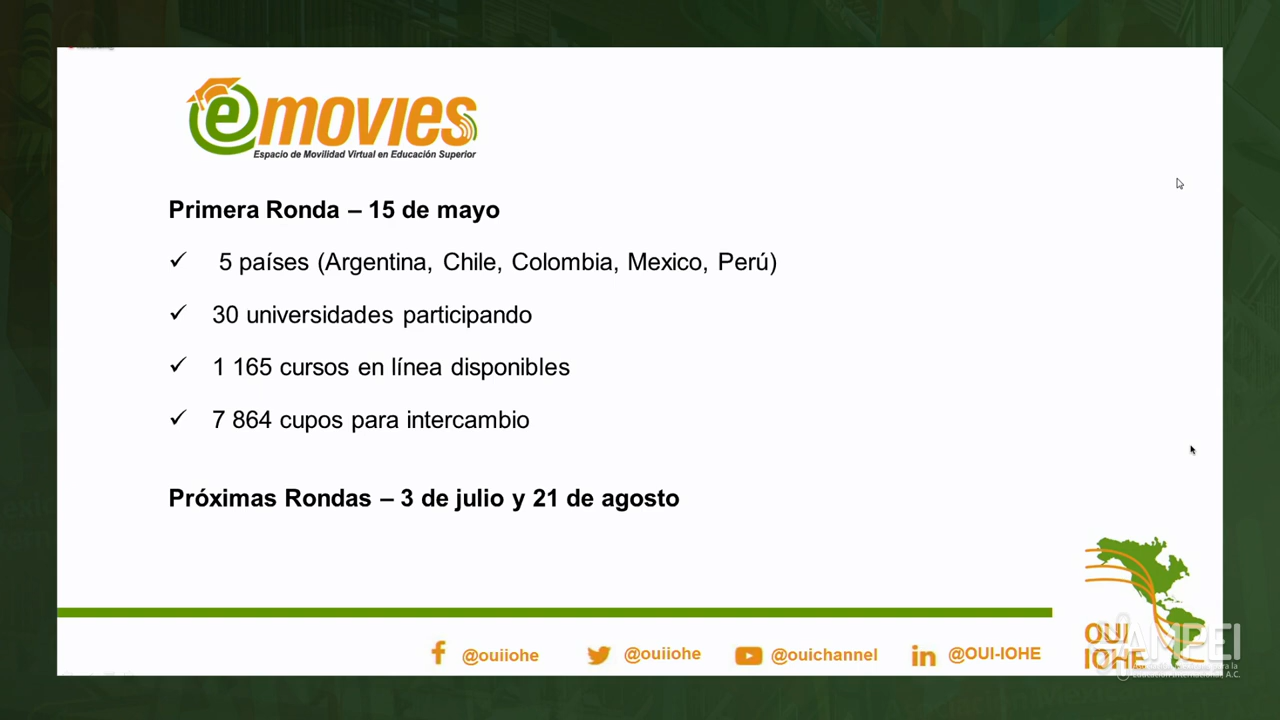 emovies
Espacio de Movilidad Virtual en Educación Superior
Primera Ronda – 15 de mayo
✓ 5 países (Argentina, Chile, Colombia, Mexico, Perú)
✓ 30 universidades participando
✓ 1 165 cursos en línea disponibles
✓ 7 864 cupos para intercambio
Próximas Rondas – 3 de julio y 21 de agosto
@ouiiohe
@ouiiohe
@ouichannel
@OUI-IOHE
OUI
IOHE
AMPEI
Educación Internacional, A.C.